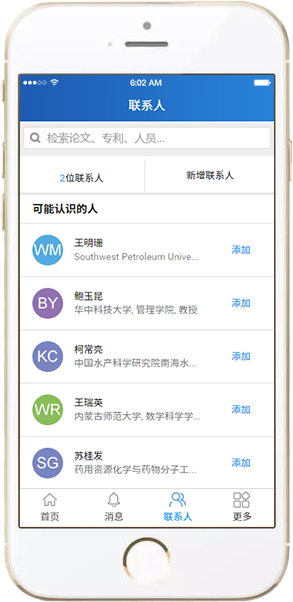 6:02 AM
联系人
检索论文、专利、人员...
2位联系人
新增联系人
可能认识的人
WM
王明珊
Southwest Petroleum Unive...
添加
BY
鲍玉昆
华中科技大学, 管理学院, 教授
添加
KC
柯常亮
中国水产科学研究院南海水...
添加
WR
王瑞英
内蒙古师范大学, 数学科学学...
添加
SG
苏桂发
药用资源化学与药物分子工...
添加
首页
消息
联系人
更多